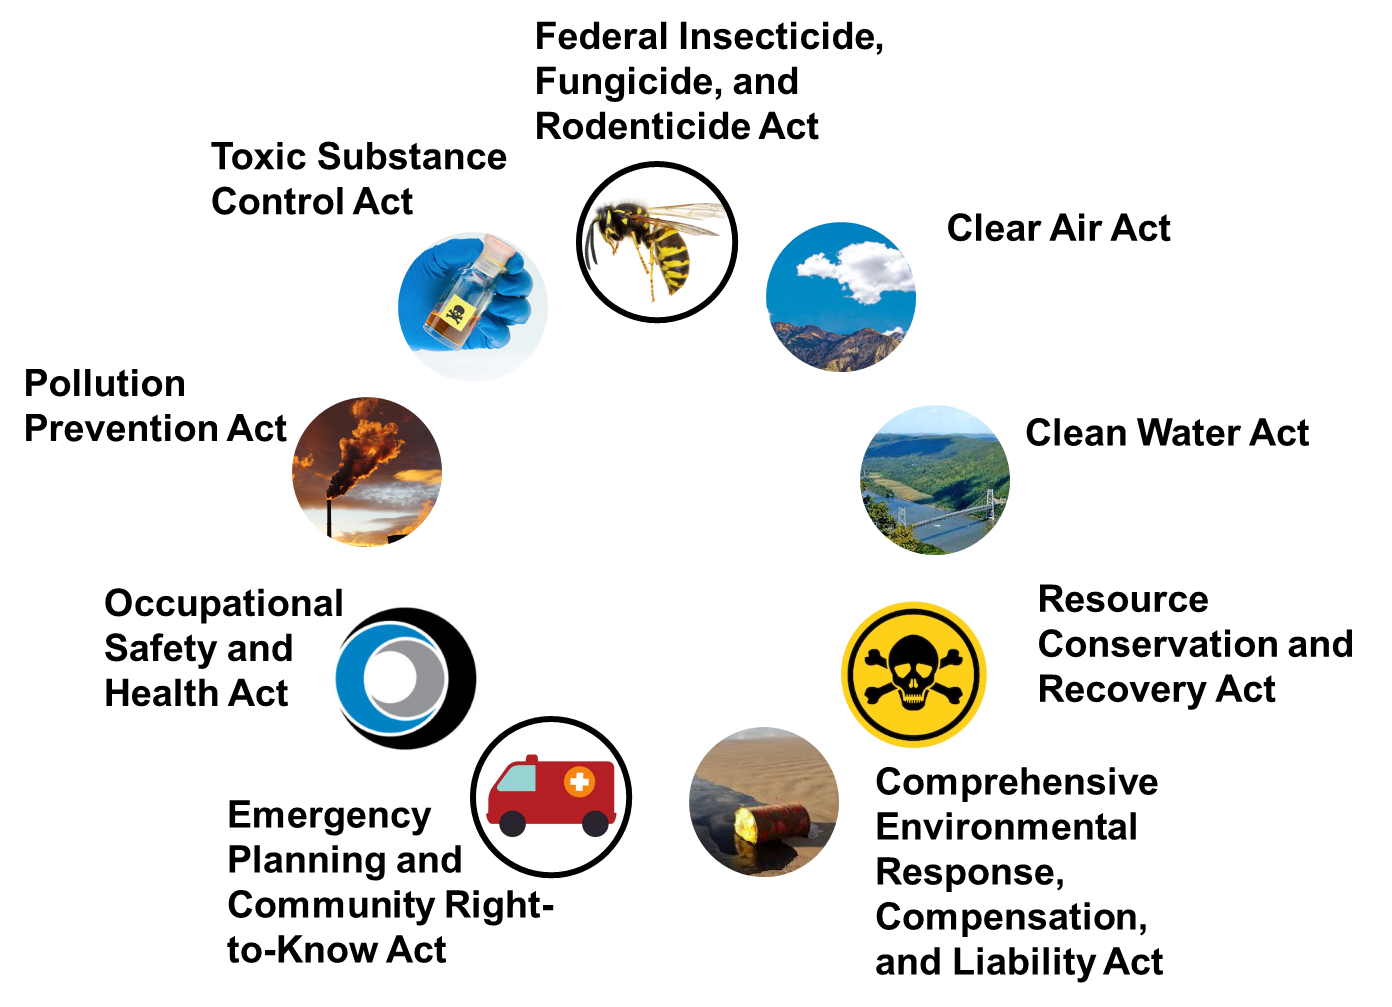 Federal Insecticide,
Fungicide, and
Rodenticide Act
Toxic Substance
Control Act
Clear Air Act
Pollution
Prevention Act
Clean Water Act
Occupational
Safety and
Health Act
Resource
Conservation and
Recovery Act
Emergency
Planning and
Community Right-
to-Know Act
Comprehensive
Environmental
Response,
Compensation,
and Liability Act